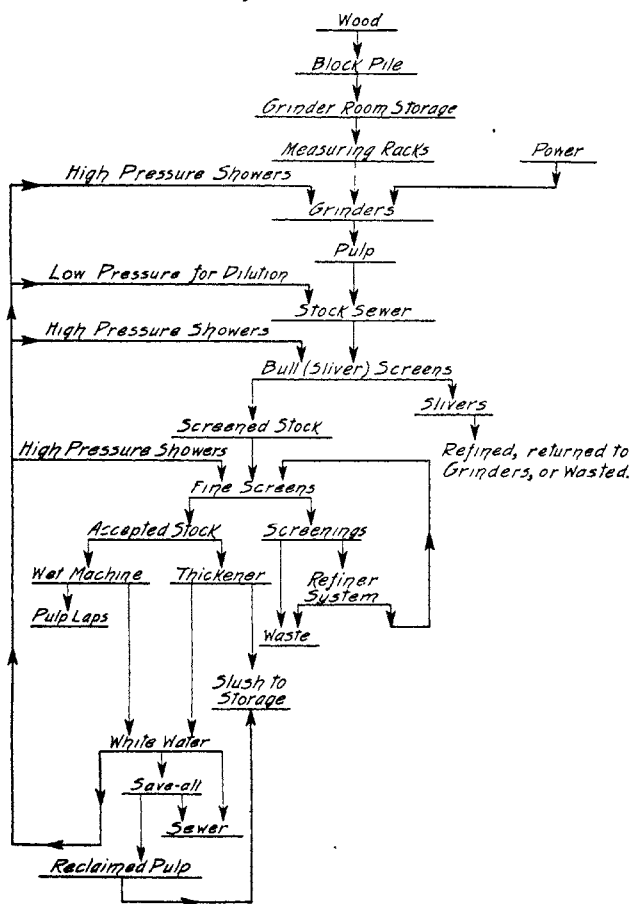 Wood
Block Pile
Grinder Room Storage
Measuring Racks
Power
High Pressure Showers
Grinders
Pulp
Low Pressure for Dilution
Stock Sewer
High Pressure Showers
Bull (Sliver) Screens
Slivers
Screened Stock
Refined, returned to
Grinders, or Wasted.
High Pressure Showers
Fine Screens
Accepted Stock
Screenings
Wet Machine
Thickener
Refiner
System
Pulp Laps
Waste
Slush to
Storage
White Water
Save-all
Sewer
Reclaimed Pulp